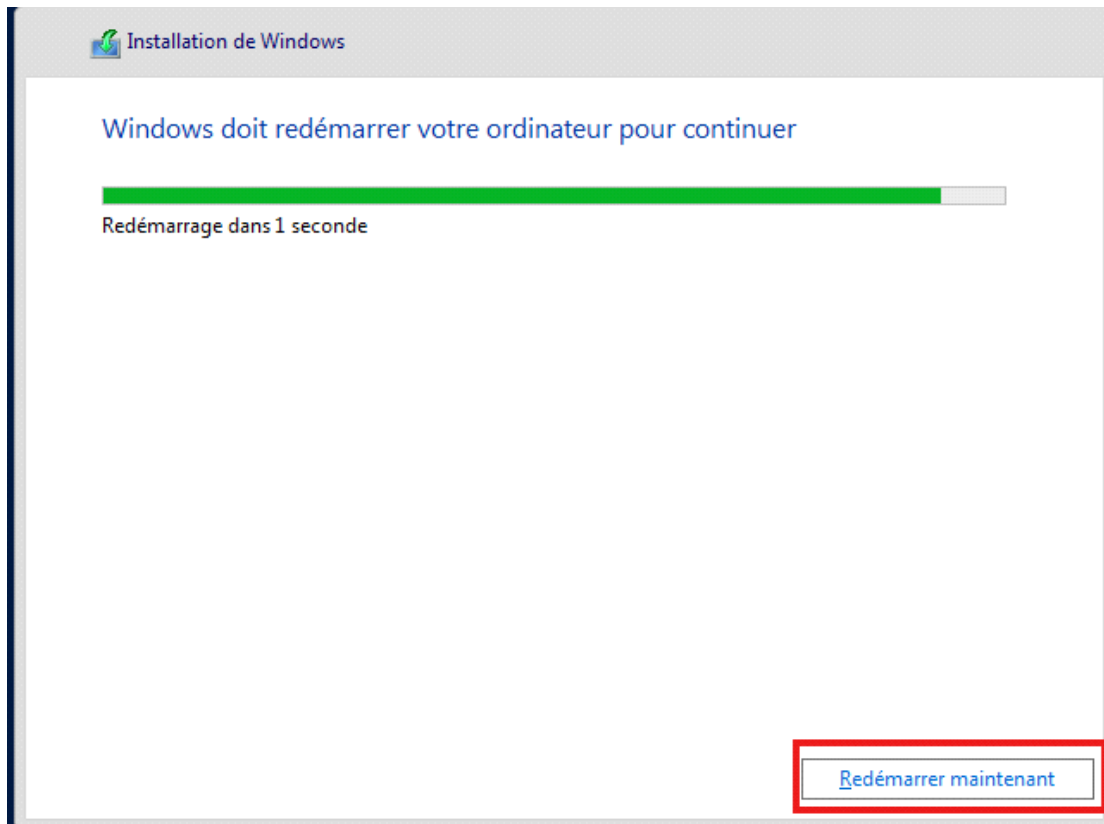 Installation de Windows
Windows doit redémarrer votre ordinateur pour continuer
Redémarrage dans 1 seconde
Redémarrer maintenant